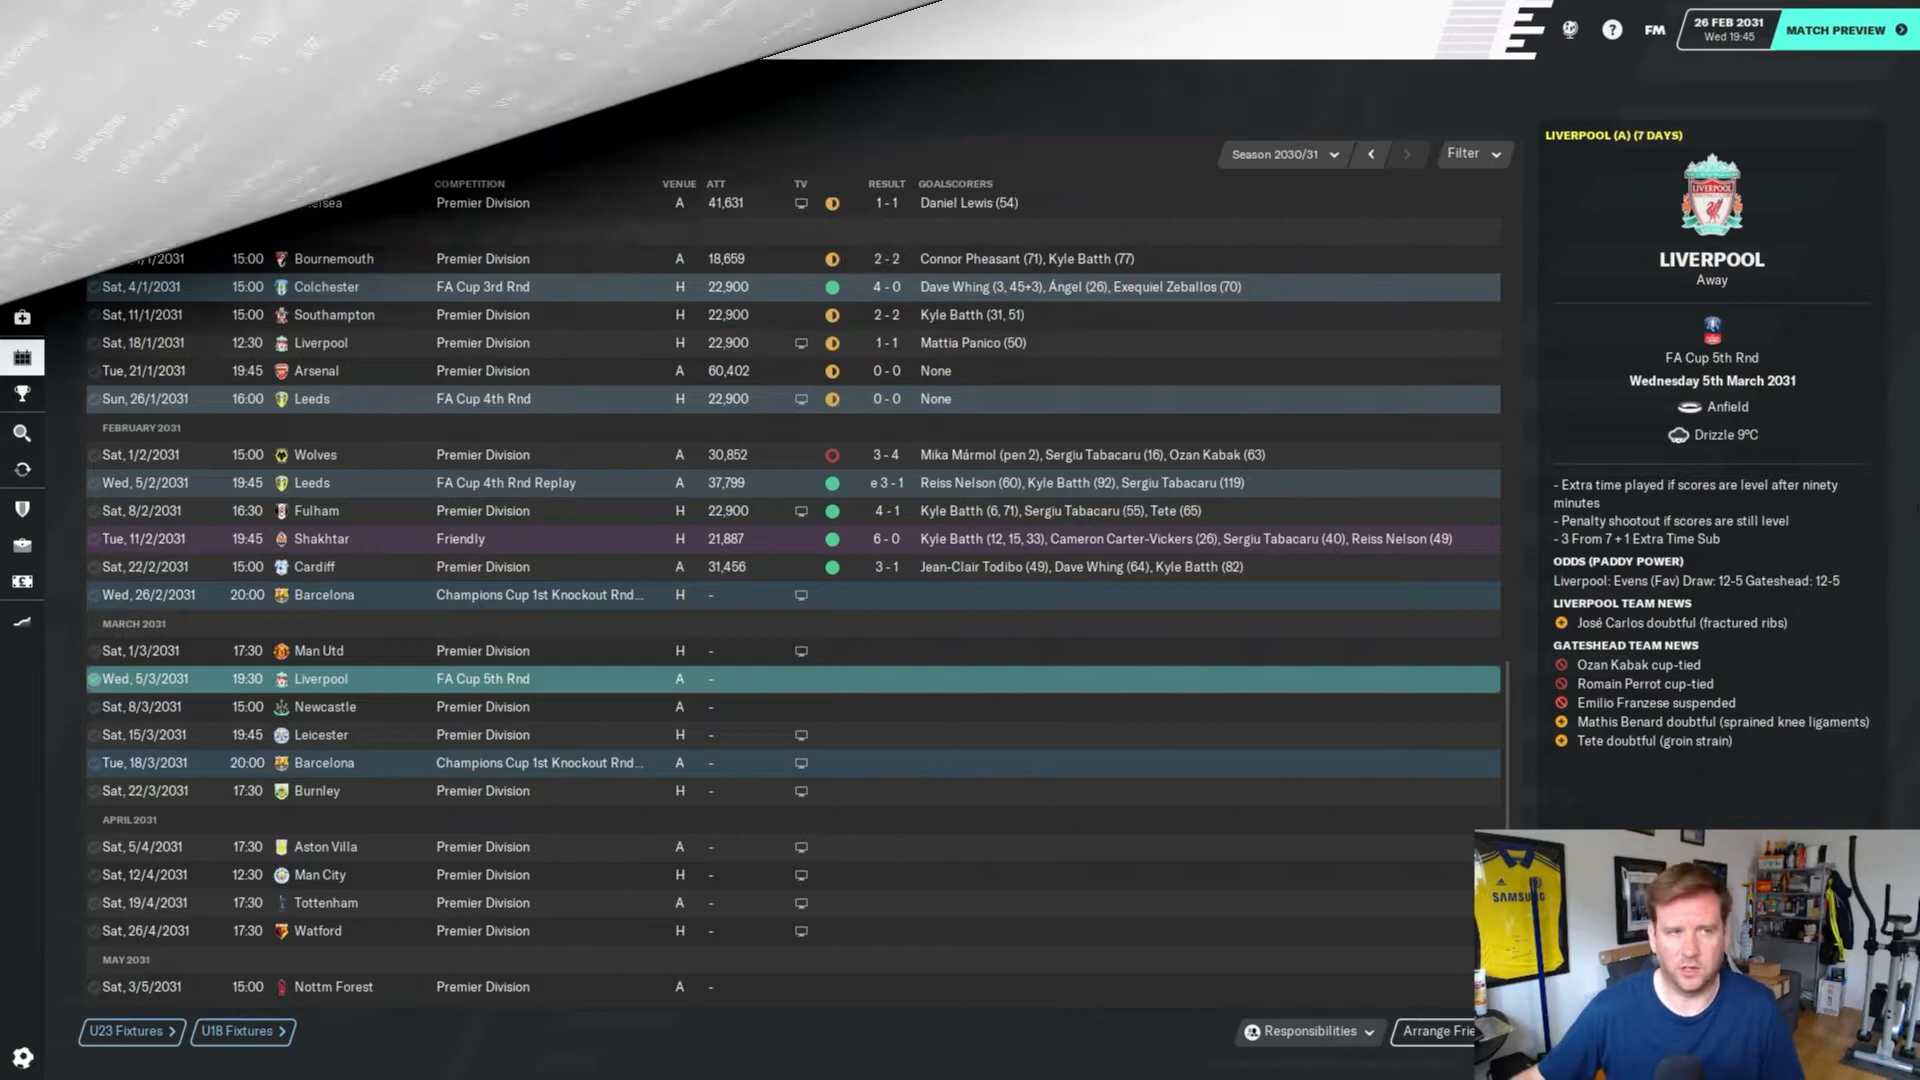 26 FEB 2031
Wed 19:45
MATCH PREVIEW
FM
Season 2030/31
Filter
COMPETITION VENUE ATT TV RESULT GOALSCORERS
Premier Division A 41,631 1 - 1 Daniel Lewis (54)
15:00 Bournemouth Premier Division A 18,659 2 - 2 Connor Pheasant (71), Kyle Batth (77)
Sat, 4/1/2031 15:00 Colchester FA Cup 3rd Rnd H 22,900 4 - 0 Dave Whing (3, 45+3), Ángel (26), Exequiel Zeballos (70)
Sat, 11/1/2031 15:00 Southampton Premier Division H 22,900 2 - 2 Kyle Batth (31, 51)
Sat, 18/1/2031 12:30 Liverpool Premier Division H 22,900 1 - 1 Mattia Panico (50)
Tue, 21/1/2031 19:45 Arsenal Premier Division A 60,402 0 - 0 None
Sun, 26/1/2031 16:00 Leeds FA Cup 4th Rnd H 22,900 0 - 0 None
FEBRUARY 2031
Sat, 1/2/2031 15:00 Wolves Premier Division A 30,852 3 - 4 Mika Mármol (pen 2), Sergiu Tabacaru (16), Ozan Kabak (63)
Wed, 5/2/2031 19:45 Leeds FA Cup 4th Rnd Replay A 37,799 e 3 - 1 Reiss Nelson (60), Kyle Batth (92), Sergiu Tabacaru (119)
Sat, 8/2/2031 16:30 Fulham Premier Division H 22,900 4 - 1 Kyle Batth (6, 71), Sergiu Tabacaru (55), Tete (65)
Tue, 11/2/2031 19:45 Shakhtar Friendly H 21,887 6 - 0 Kyle Batth (12, 15, 33), Cameron Carter-Vickers (26), Sergiu Tabacaru (40), Reiss Nelson (49)
Sat, 22/2/2031 15:00 Cardiff Premier Division A 31,456 3 - 1 Jean-Clair Todibo (49), Dave Whing (64), Kyle Batth (82)
Wed, 26/2/2031 20:00 Barcelona Champions Cup 1st Knockout Rnd... H -
MARCH 2031
Sat, 1/3/2031 17:30 Man Utd Premier Division H -
Wed, 5/3/2031 19:30 Liverpool FA Cup 5th Rnd A -
Sat, 8/3/2031 15:00 Newcastle Premier Division A -
Sat, 15/3/2031 19:45 Leicester Premier Division H -
Tue, 18/3/2031 20:00 Barcelona Champions Cup 1st Knockout Rnd... A -
Sat, 22/3/2031 17:30 Burnley Premier Division H -
APRIL 2031
Sat, 5/4/2031 17:30 Aston Villa Premier Division A -
Sat, 12/4/2031 12:30 Man City Premier Division H -
Sat, 19/4/2031 17:30 Tottenham Premier Division A -
Sat, 26/4/2031 17:30 Watford Premier Division H -
MAY 2031
Sat, 3/5/2031 15:00 Nottm Forest Premier Division A -
U23 Fixtures
U18 Fixtures
Responsibilities
Arrange Frie
LIVERPOOL (A) (7 DAYS)
LIVERPOOL
LIVERPOOL
Away
FA Cup 5th Rnd
Wednesday 5th March 2031
Anfield
Drizzle 9ºC
- Extra time played if scores are level after ninety
minutes
- Penalty shootout if scores are still level
- 3 From 7 + 1 Extra Time Sub
ODDS (PADDY POWER)
Liverpool: Evens (Fav) Draw: 12-5 Gateshead: 12-5
LIVERPOOL TEAM NEWS
José Carlos doubtful (fractured ribs)
GATESHEAD TEAM NEWS
Ozan Kabak cup-tied
Romain Perrot cup-tied
Emilio Franzese suspended
Mathis Benard doubtful (sprained knee ligaments)
Tete doubtful (groin strain)
SAMSUNG